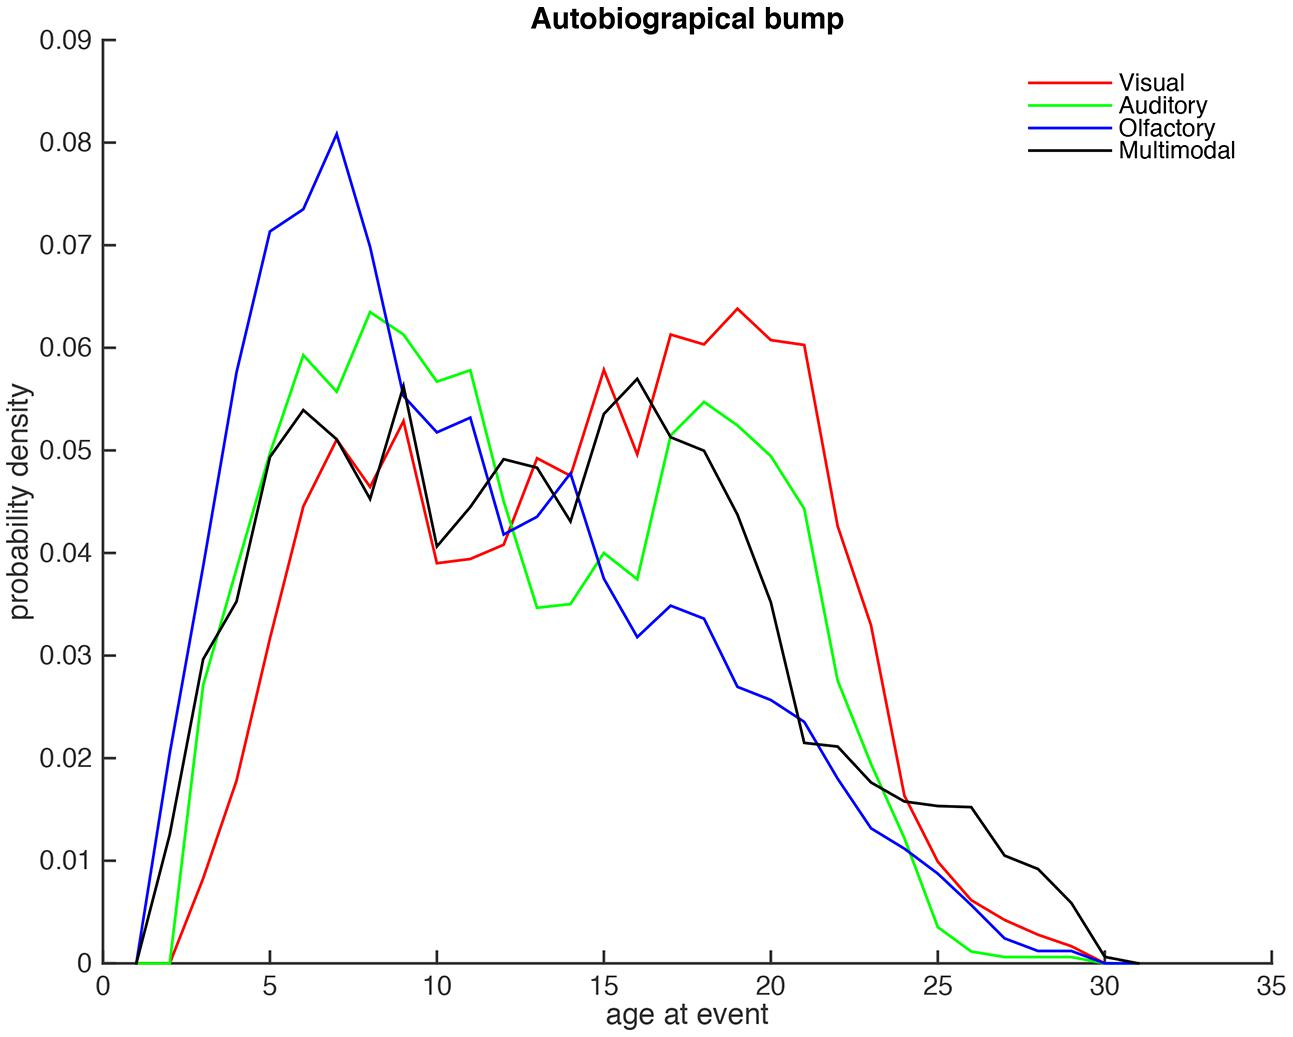 Autobiograpical bump
0.09
0.08
0.07
0.06
0.05
0.04
0.03
0.02
0.01
0
probability density
Visual
Auditory
Olfactory
Multimodal
0 5 10 15 20 25 30 35
age at event